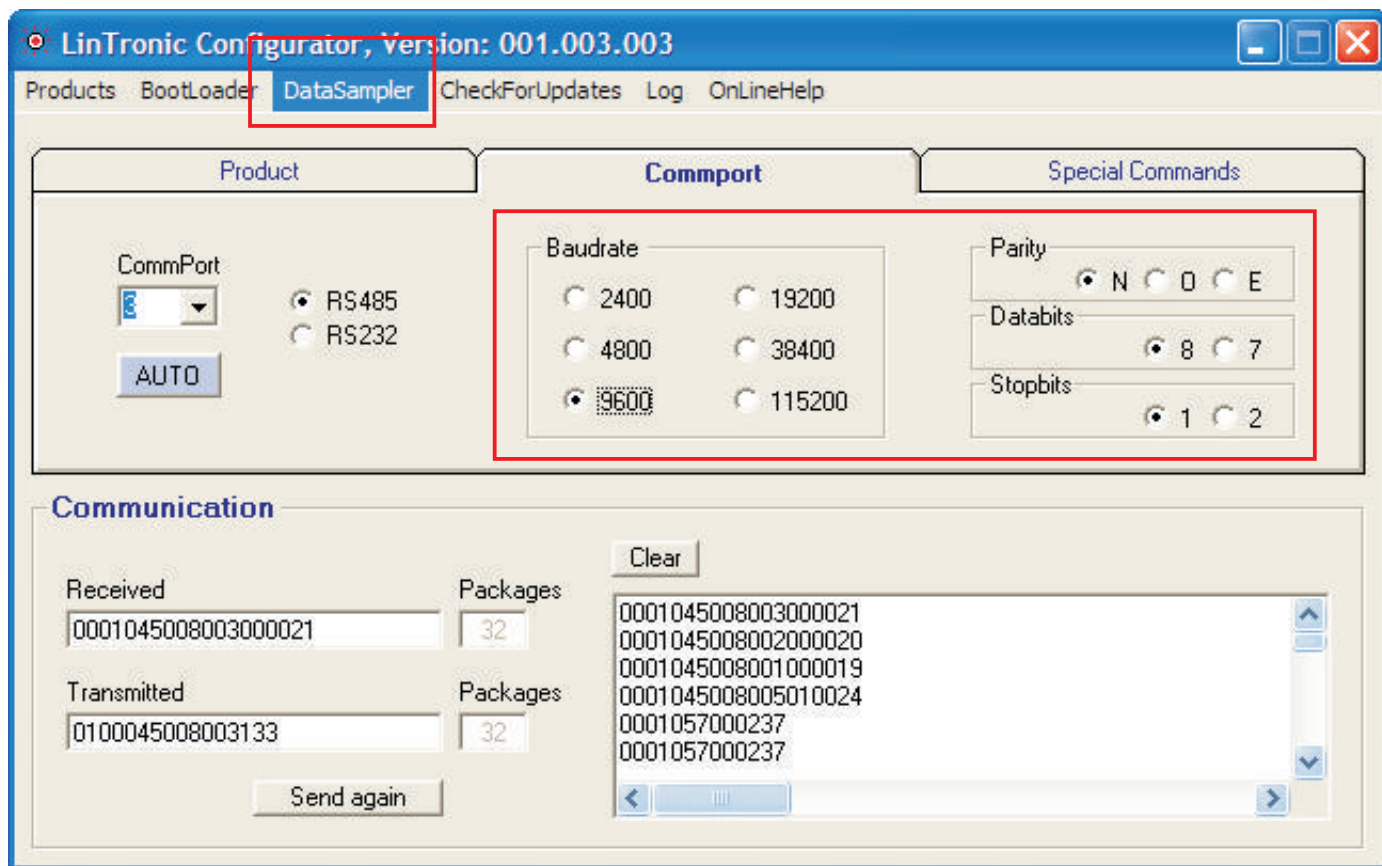 LinTronic Configurator, Version: 001.003.003
Products BootLoader DataSampler CheckForUpdates Log OnLineHelp
Product Commport Special Commands
CommPort
3
AUTO
RS485
RS232
Baudrate
2400 19200
4800 38400
9600 115200
Parity
N O E
Databits
8 7
Stopbits
1 2
Communication
Received Packages
0001045008003000021 32
Transmitted Packages
01000045008003133 32
Send again
Clear
0001045008003000021
0001045008002000020
0001045008001000019
0001045008005010024
0001057000237
0001057000237